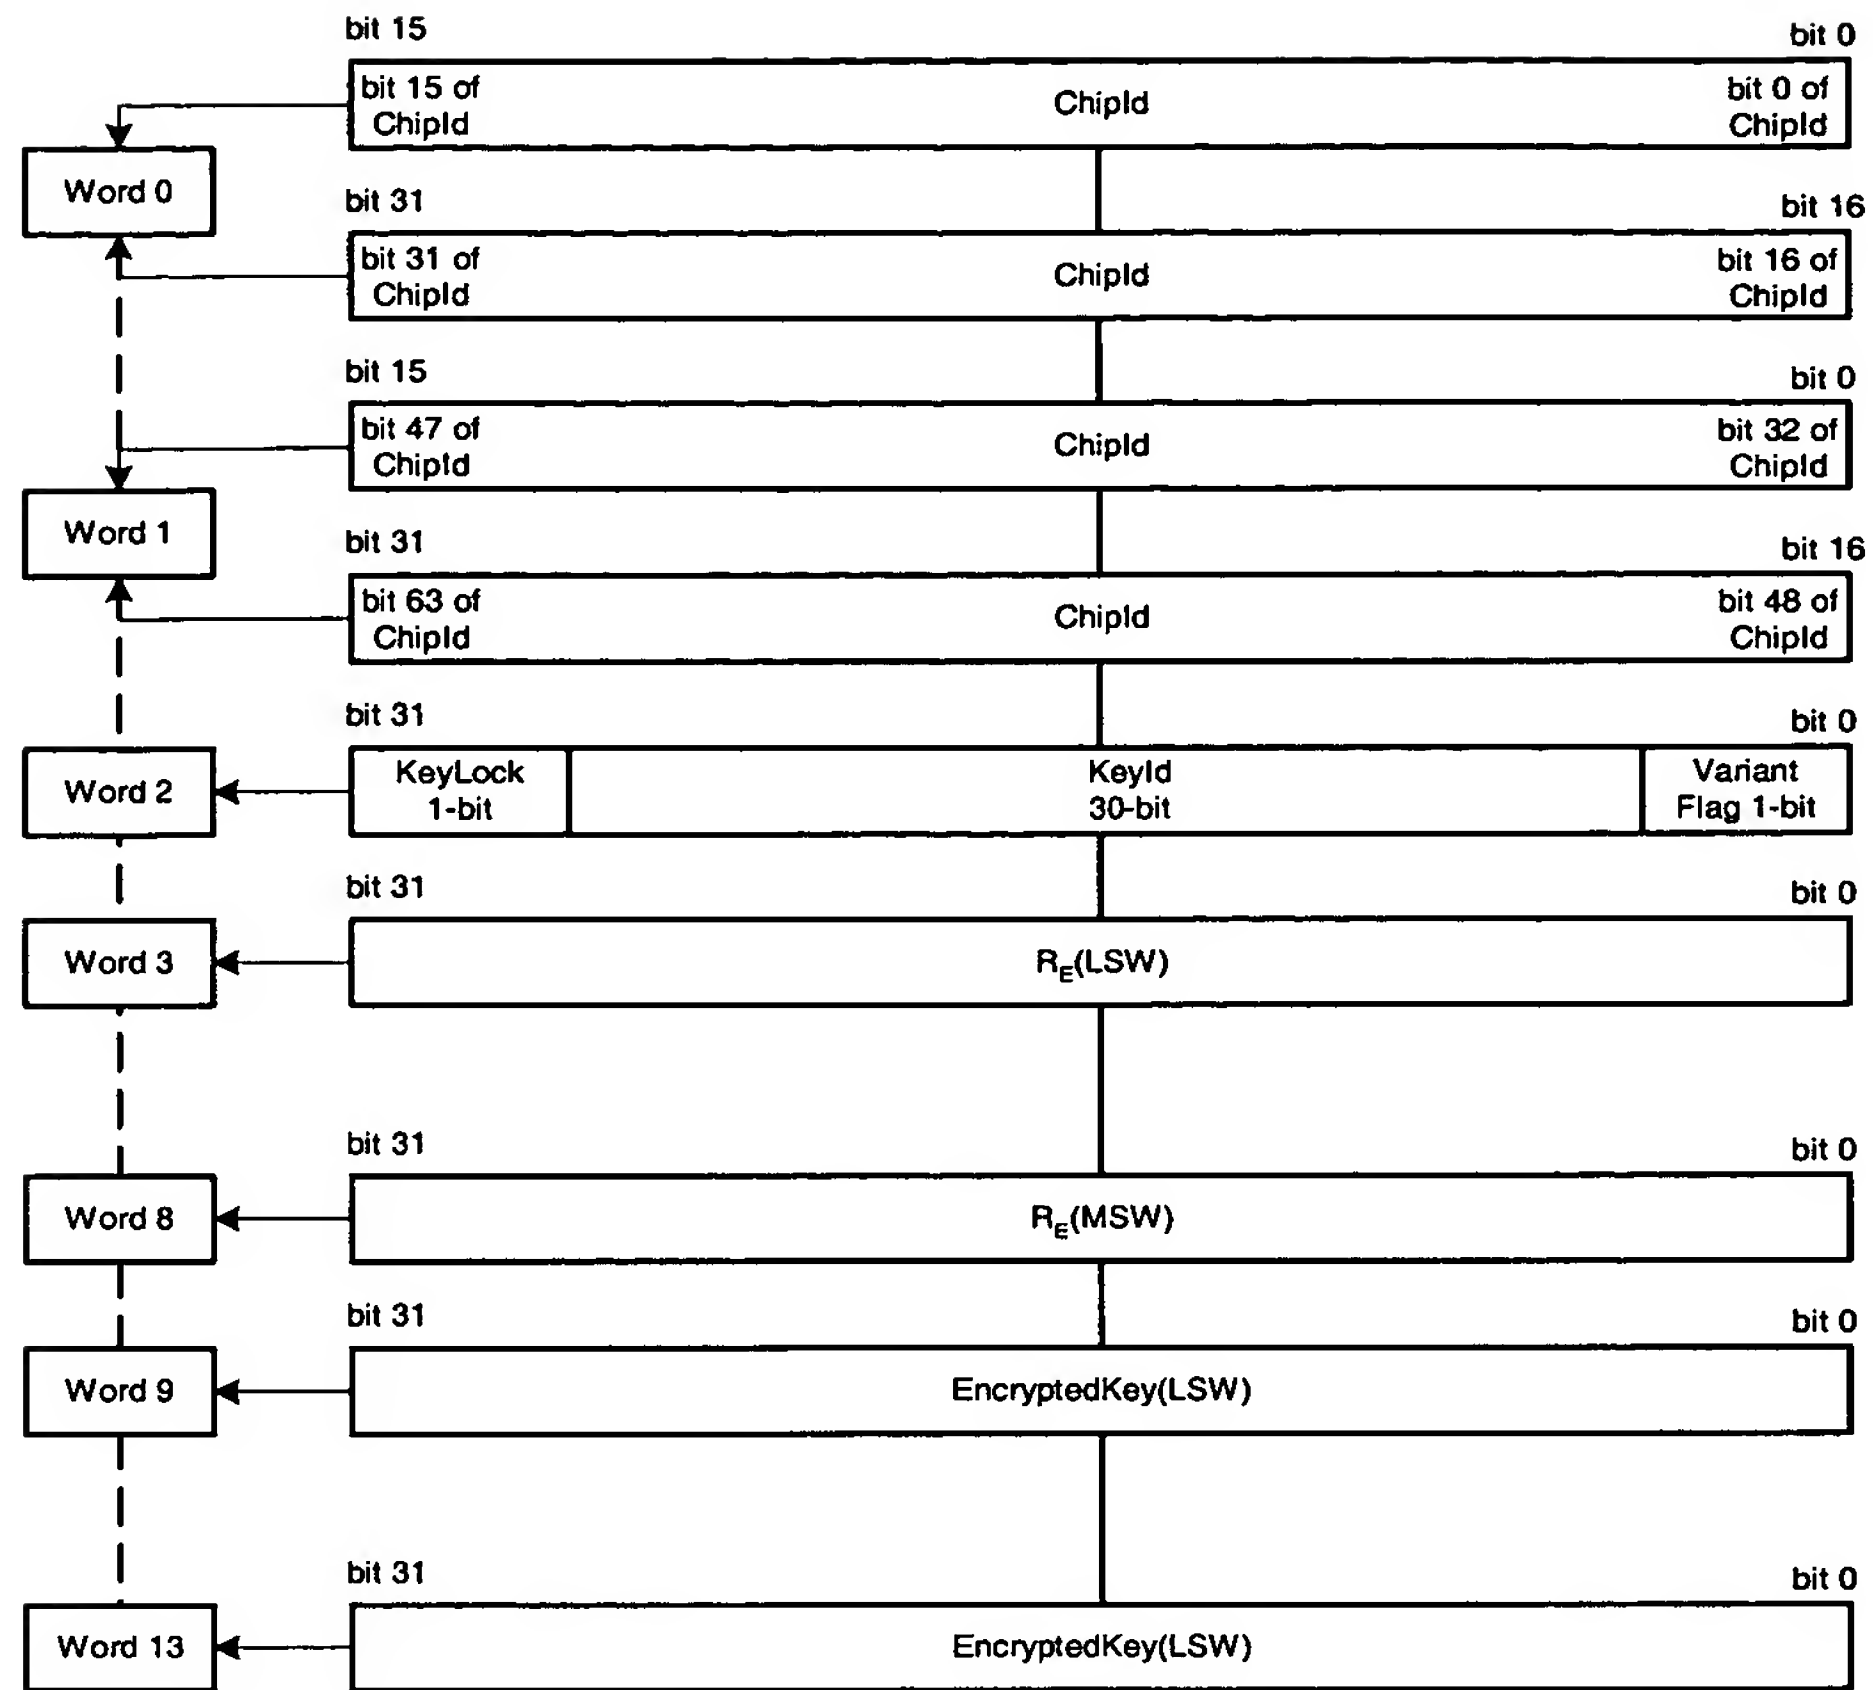 bit 15 bit 0
bit 15 of ChipId bit 0 of
ChipId ChipId
Word 0
bit 31 bit 16
bit 31 of ChipId bit 16 of
ChipId ChipId
bit 15 bit 0
bit 47 of ChipId bit 32 of
ChipId ChipId
Word 1
bit 31 bit 16
bit 63 of ChipId bit 48 of
ChipId ChipId
bit 31 bit 0
Word 2 KeyLock KeyId Variant
1-bit 30-bit Flag 1-bit
bit 31 bit 0
Word 3 R_E(LSW)
bit 31 bit 0
Word 8 R_E(MSW)
bit 31 bit 0
Word 9 EncryptedKey(LSW)
bit 31 bit 0
Word 13 EncryptedKey(LSW)